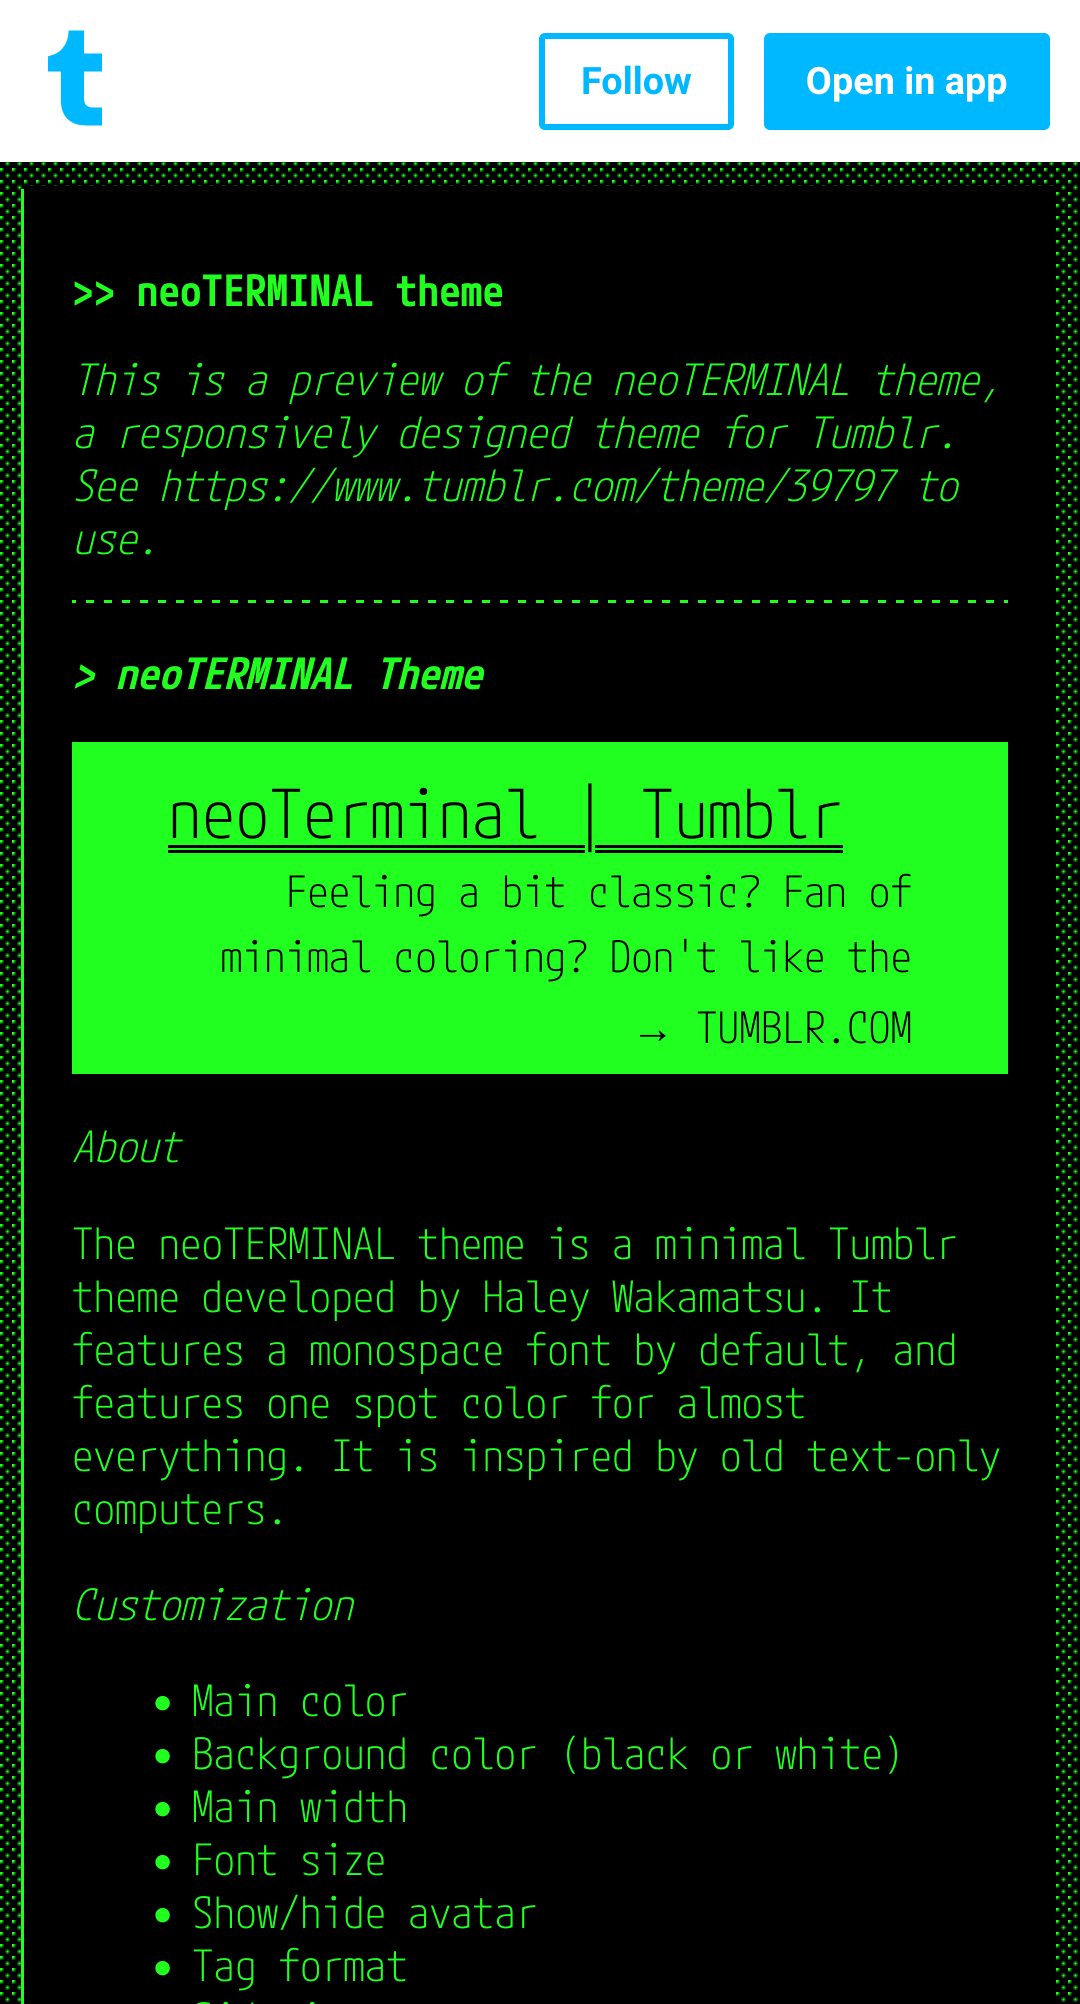 t
Follow
Open in app
>> neoTERMINAL theme
This is a preview of the neoTERMINAL theme,
a responsively designed theme for Tumblr.
See https://www.tumblr.com/theme/39797 to
use.
> neoTERMINAL Theme
neoTerminal | Tumblr
Feeling a bit classic? Fan of
minimal coloring? Don't like the
→ TUMBLR.COM
About
The neoTERMINAL theme is a minimal Tumblr
theme developed by Haley Wakamatsu. It
features a monospace font by default, and
features one spot color for almost
everything. It is inspired by old text-only
computers.
Customization
• Main color
• Background color (black or white)
• Main width
• Font size
• Show/hide avatar
• Tag format